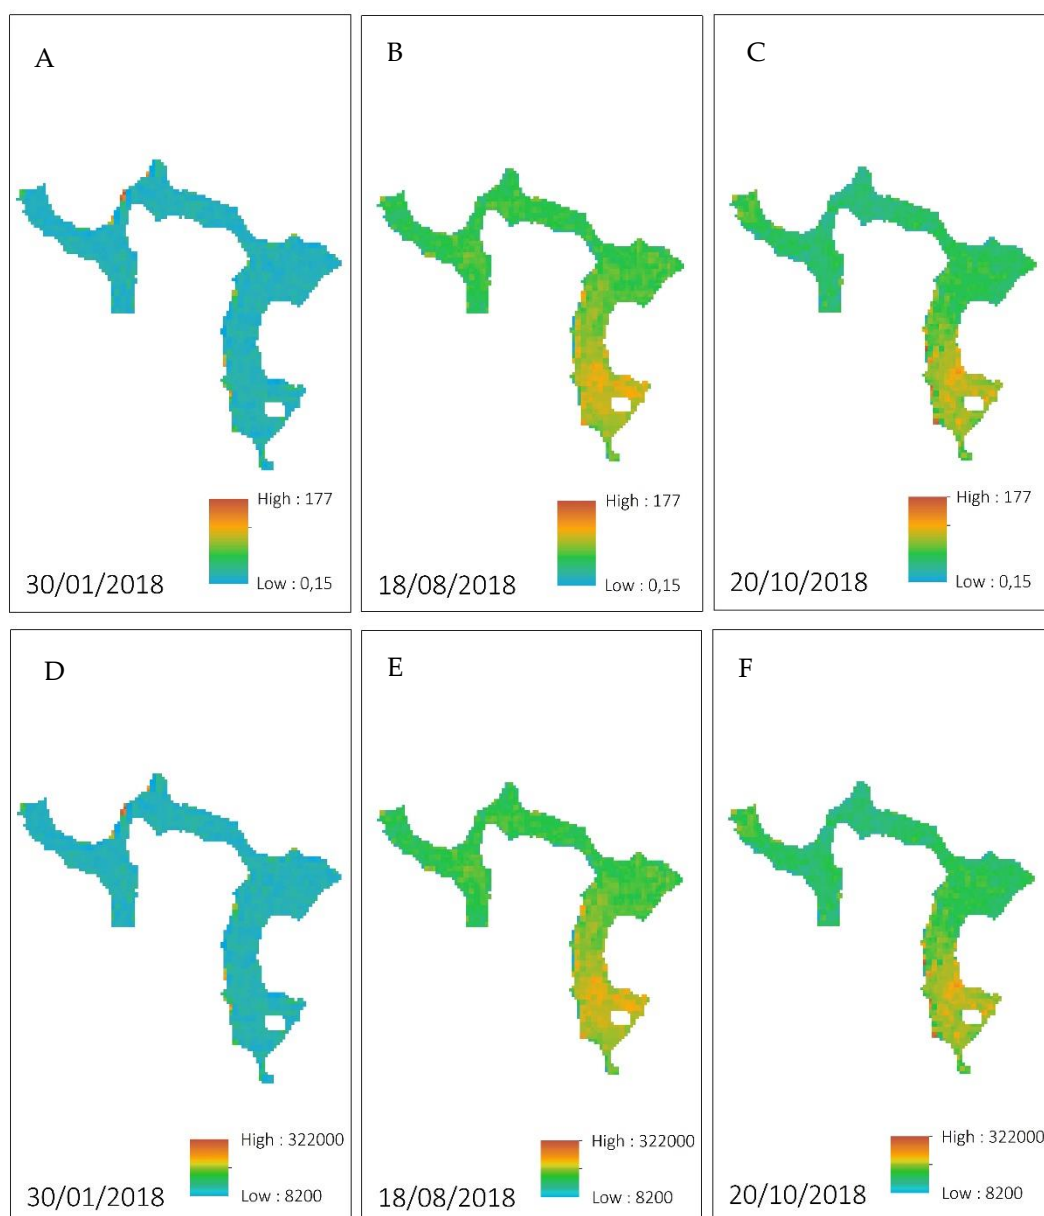 A
B
C
High : 177
Low : 0,15
30/01/2018
High : 177
Low : 0,15
18/08/2018
High : 177
Low : 0,15
20/10/2018
D
E
F
High : 322000
Low : 8200
30/01/2018
High : 322000
Low : 8200
18/08/2018
High : 322000
Low : 8200
20/10/2018